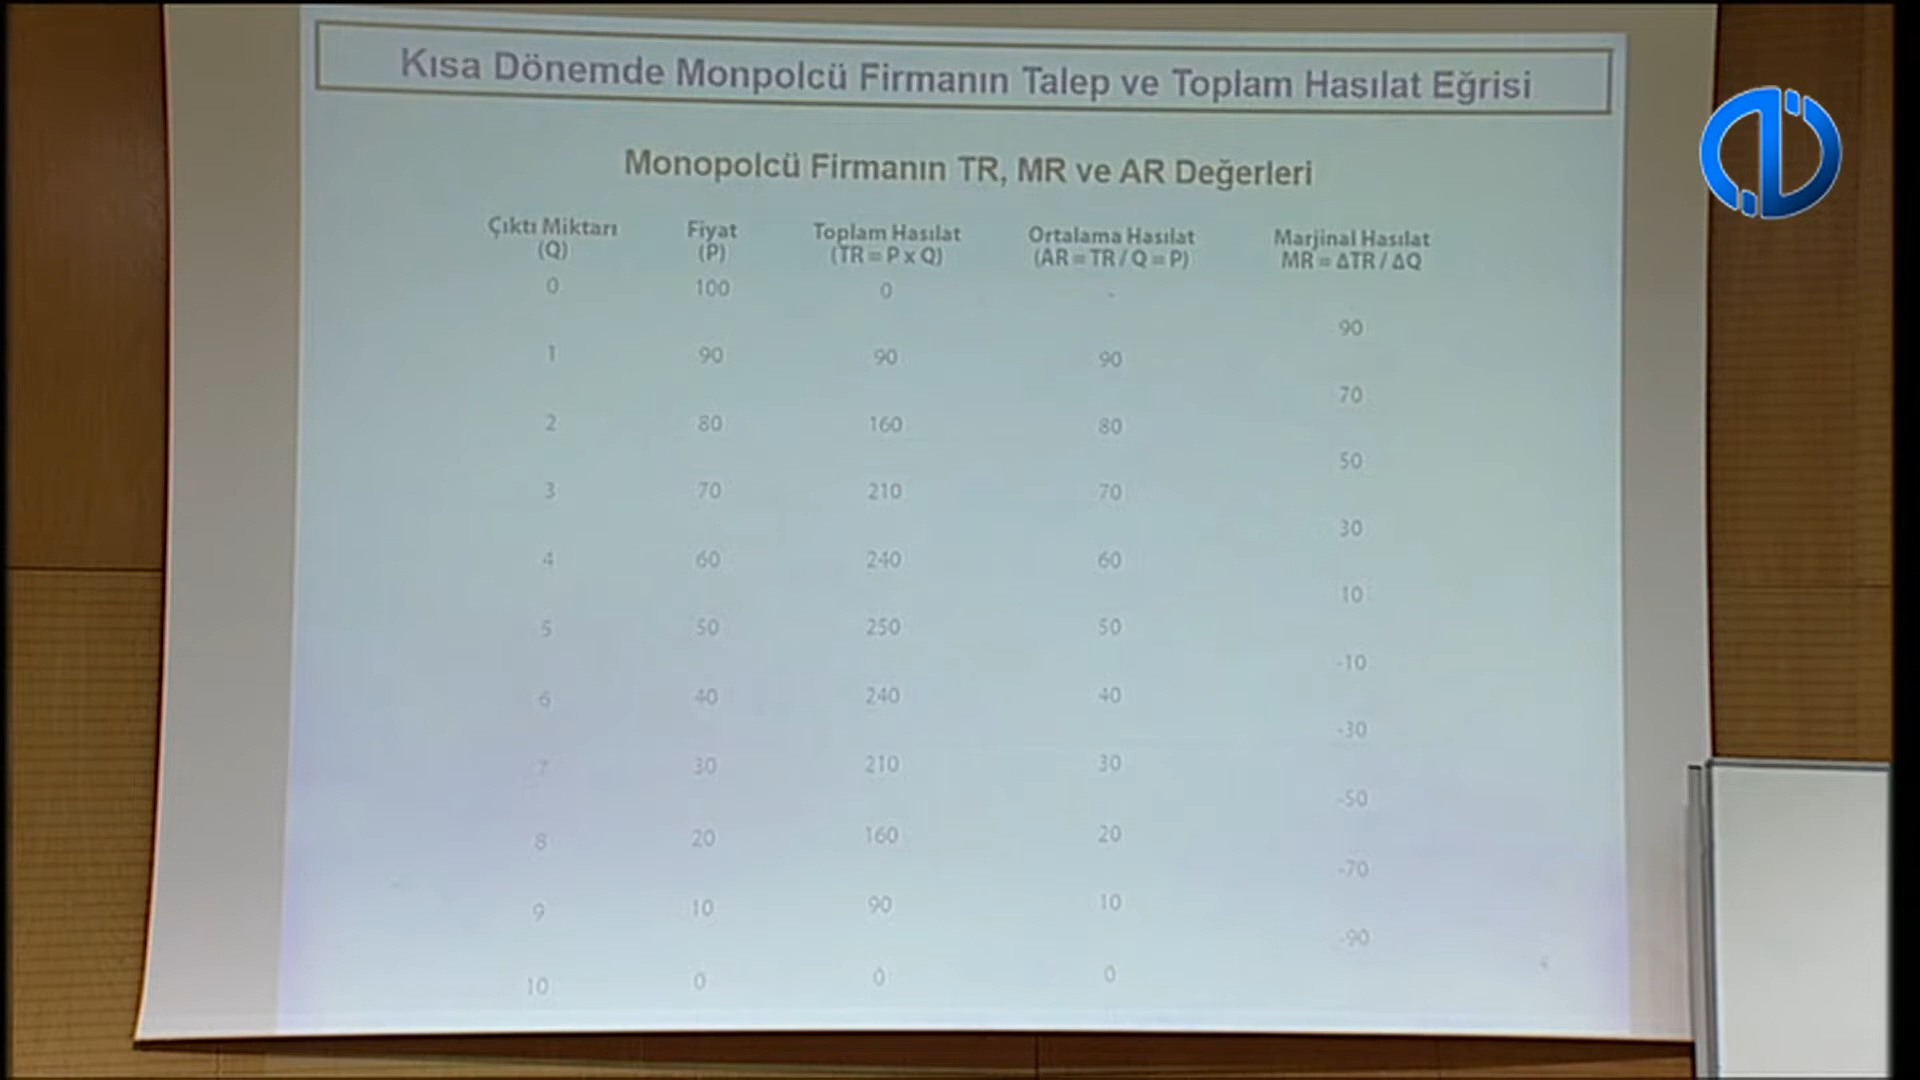 Kısa Dönemde Monpolcü Firmanın Talep ve Toplam Hasılat Eğrisi
Monopolcü Firmanın TR, MR ve AR Değerleri
Çıktı Miktarı Fiyat Toplam Hasılat Ortalama Hasılat Marjinal Hasılat
(Q) (P) (TR = P x Q) (AR = TR / Q = P) MR = ΔTR / ΔQ
0 100 0 -
90
1 90 90 90
70
2 80 160 80
50
3 70 210 70
30
4 60 240 60
10
5 50 250 50
-10
6 40 240 40
-30
7 30 210 30
-50
8 20 160 20
-70
9 10 90 10
-90
10 0 0 0